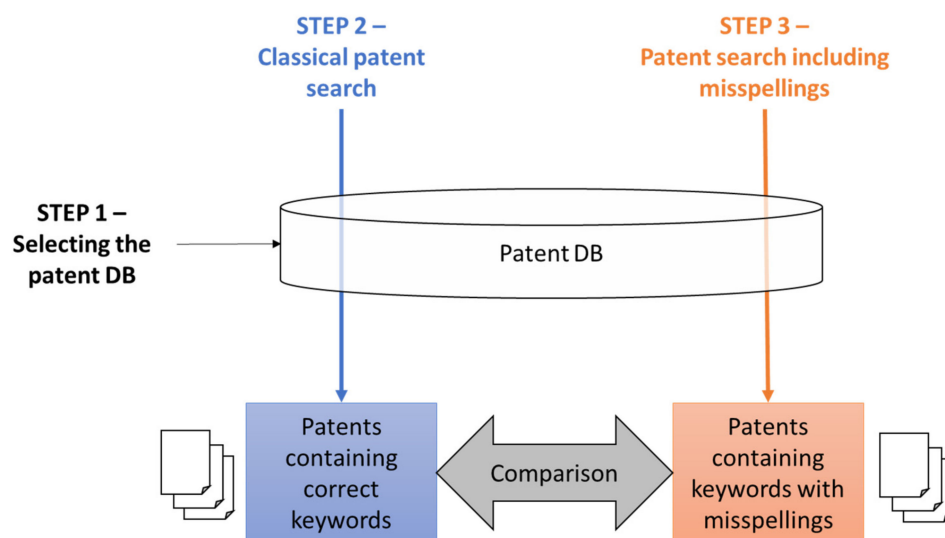 STEP 2 –
Classical patent
search
STEP 3 –
Patent search including
misspellings
STEP 1 –
Selecting the
patent DB
Patent DB
Patents
containing
correct
keywords
Comparison
Patents
containing
keywords with
misspellings